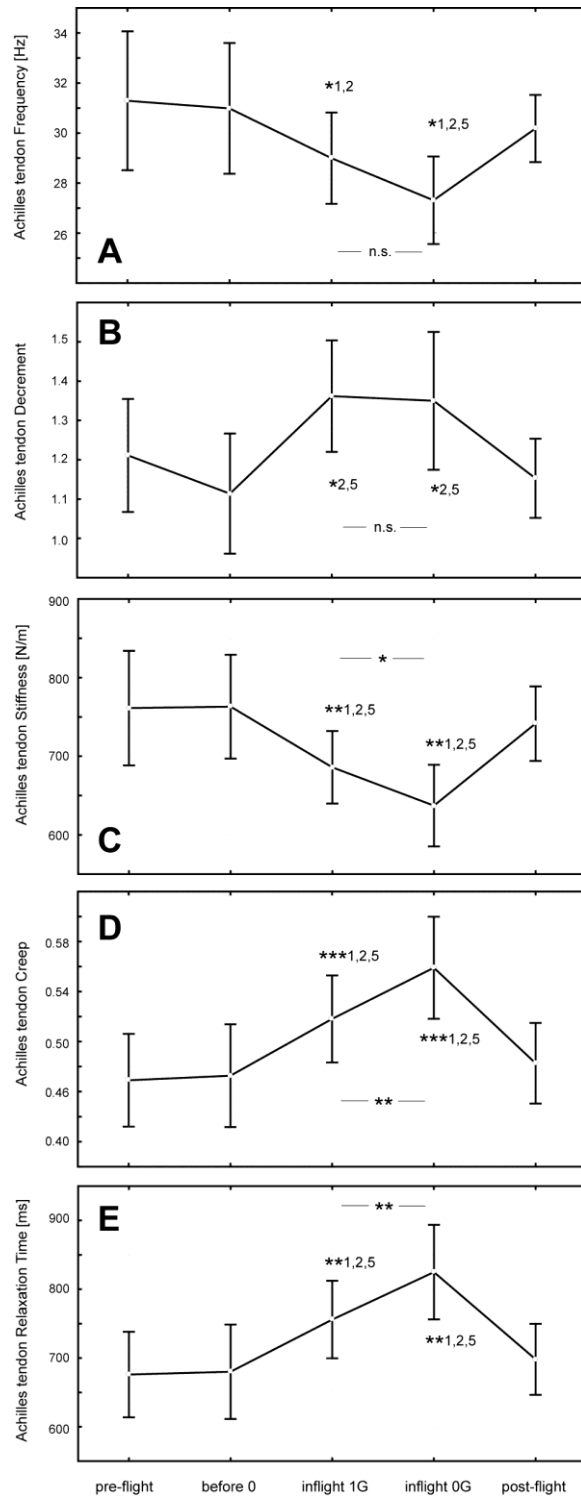 Achilles tendon Frequency [Hz]
34
32
30
28
26
*1,2
*1,2,5
n.s.
A
Achilles tendon Decrement
1.5
1.4
1.3
1.2
1.1
1.0
B
*2,5
*2,5
n.s.
Achilles tendon Stiffness [N/m]
900
800
700
600
*
**1,2,5
**1,2,5
C
Achilles tendon Creep
0.58
0.54
0.50
0.46
0.40
D
***1,2,5
***1,2,5
**
Achilles tendon Relaxation Time [ms]
900
800
700
600
E
**
**1,2,5
**1,2,5
pre-flight before 0 inflight 1G inflight 0G post-flight